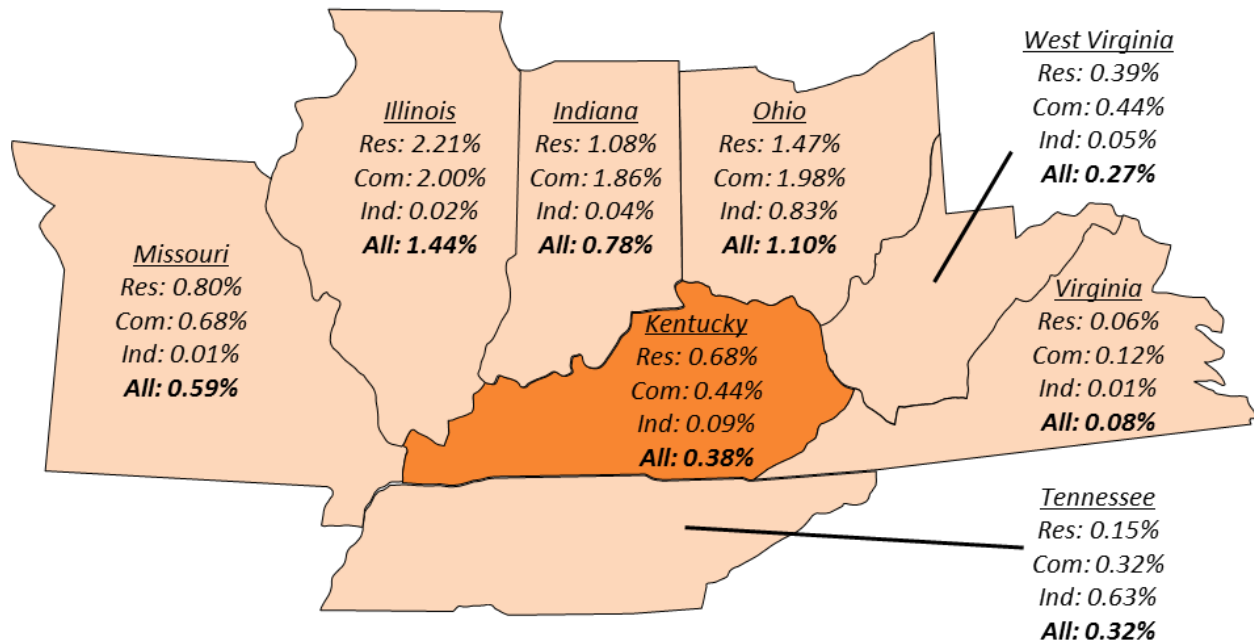 Illinois
Res: 2.21%
Com: 2.00%
Ind: 0.02%
All: 1.44%
Indiana
Res: 1.08%
Com: 1.86%
Ind: 0.04%
All: 0.78%
Ohio
Res: 1.47%
Com: 1.98%
Ind: 0.83%
All: 1.10%
West Virginia
Res: 0.39%
Com: 0.44%
Ind: 0.05%
All: 0.27%
Missouri
Res: 0.80%
Com: 0.68%
Ind: 0.01%
All: 0.59%
Kentucky
Res: 0.68%
Com: 0.44%
Ind: 0.09%
All: 0.38%
Virginia
Res: 0.06%
Com: 0.12%
Ind: 0.01%
All: 0.08%
Tennessee
Res: 0.15%
Com: 0.32%
Ind: 0.63%
All: 0.32%